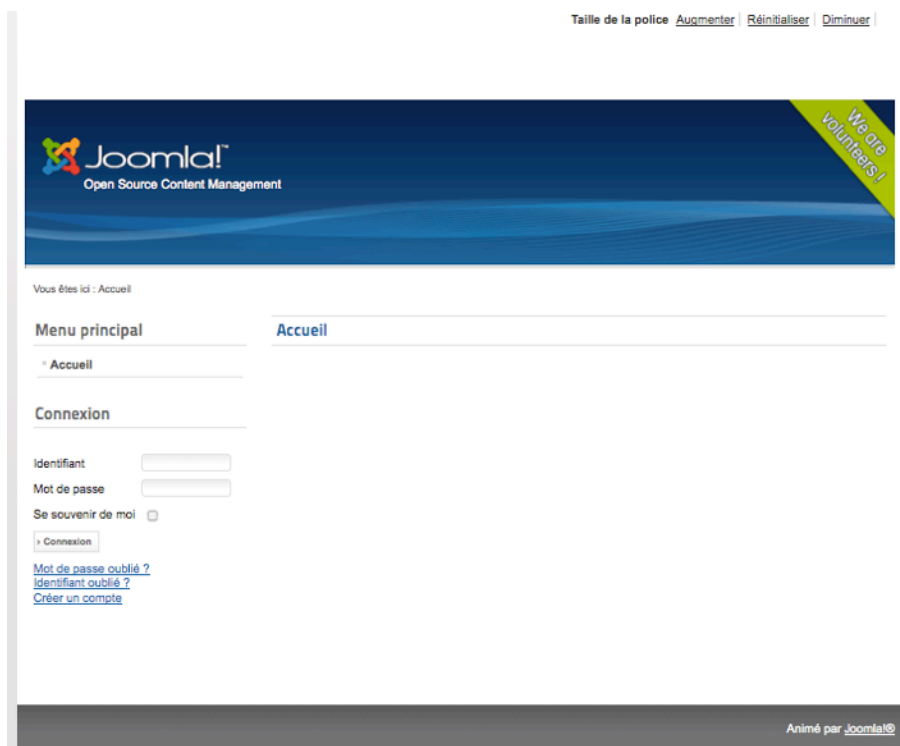 Taille de la police Augmenter Réinitialiser Diminuer
We are
volunteers !
Joomla!™
Open Source Content Management
Vous êtes ici : Accueil
Menu principal
Accueil
Accueil
Connexion
Identifiant
Mot de passe
Se souvenir de moi
› Connexion
Mot de passe oublié ?
Identifiant oublié ?
Créer un compte
Animé par Joomla!®